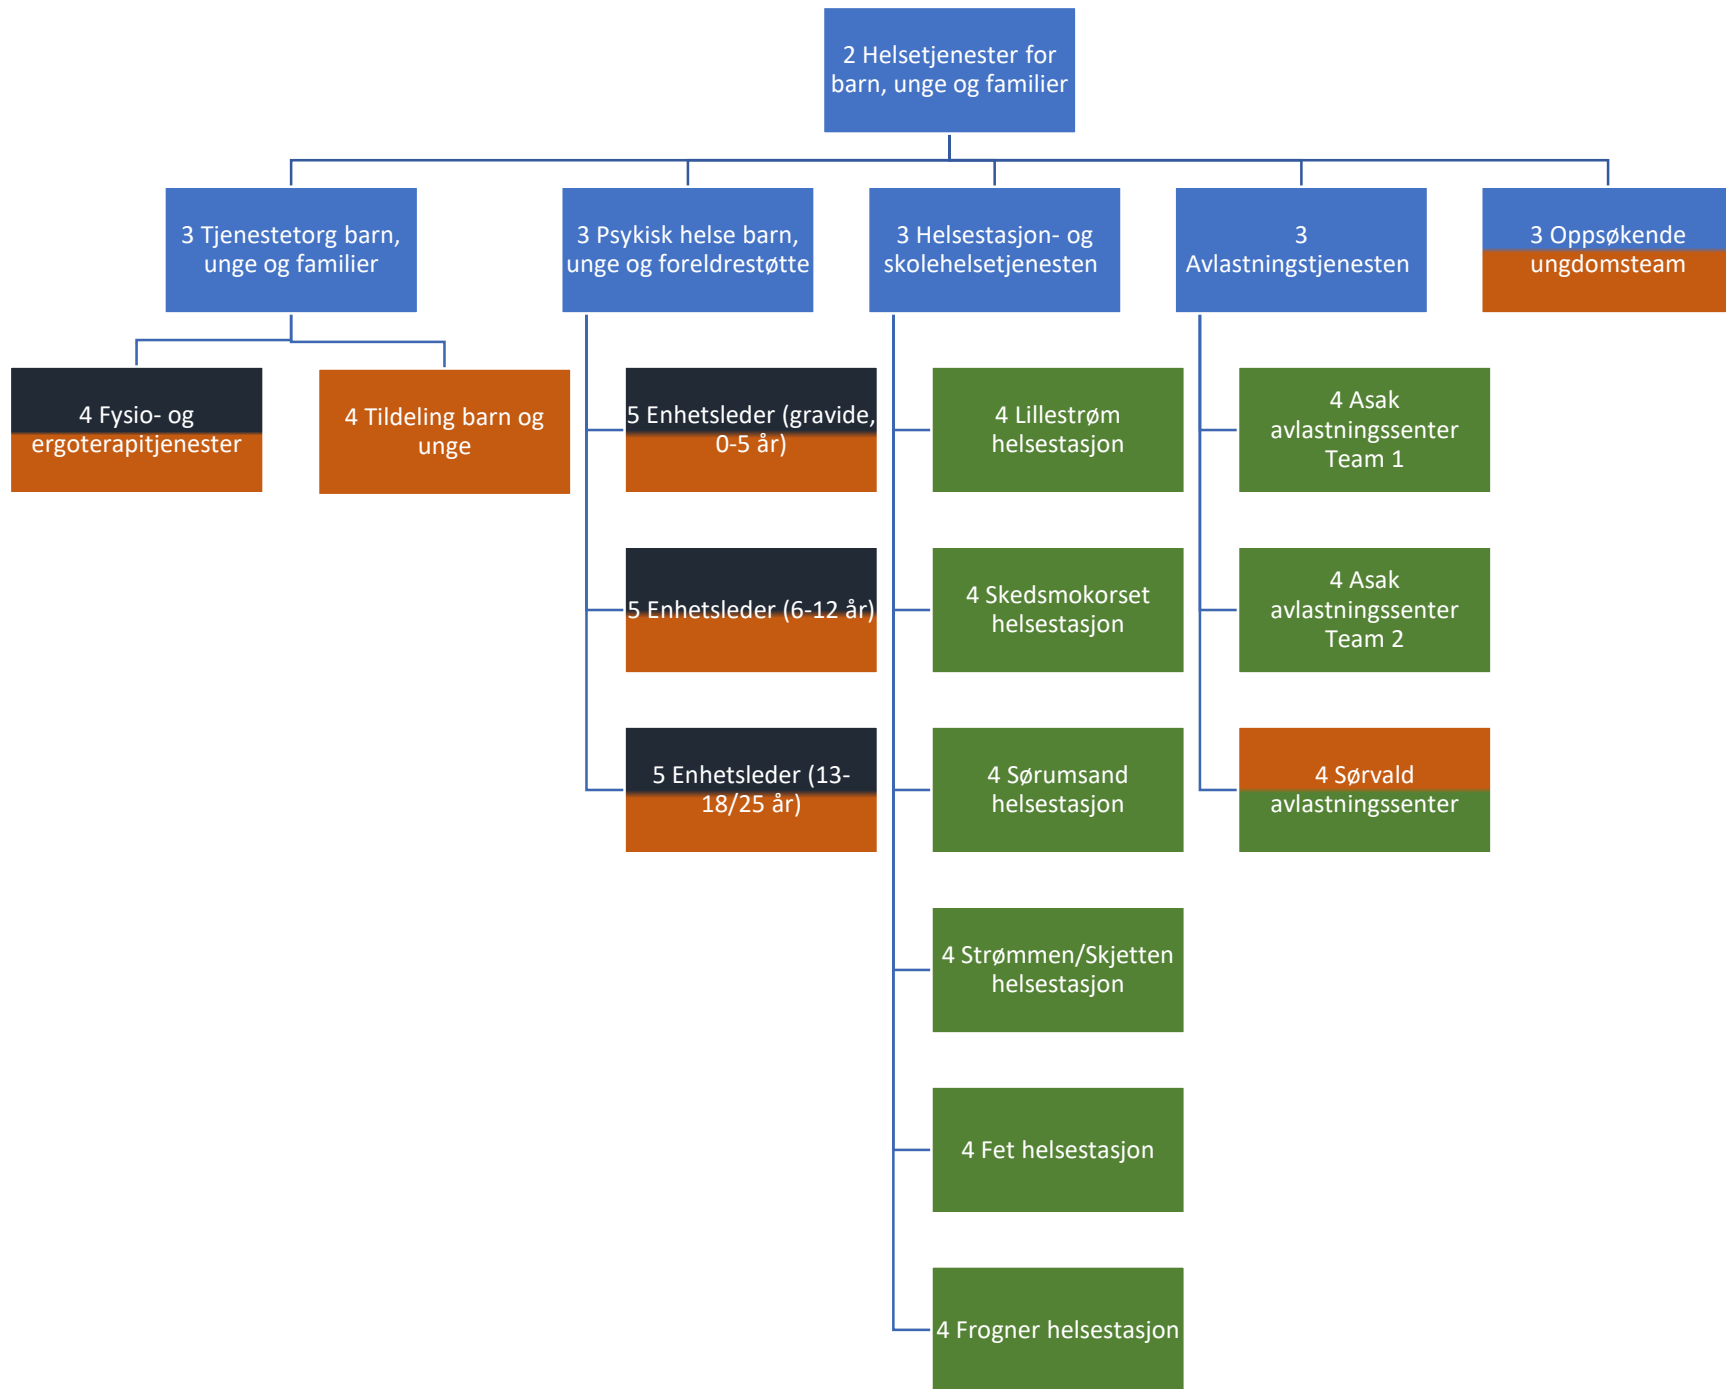 2 Helsetjenester for
barn, unge og familier
3 Tjenestetorg barn,
unge og familier
3 Psykisk helse barn,
unge og foreldrestøtte
3 Helsestasjon- og
skolehelsetjenesten
3
Avlastningstjenesten
3 Oppsøkende
ungdomsteam
4 Fysio- og
ergoterapitjenester
4 Tildeling barn og
unge
5 Enhetsleder (gravide,
0-5 år)
4 Lillestrøm
helsestasjon
4 Asak
avlastningssenter
Team 1
5 Enhetsleder (6-12 år)
4 Skedsmokorset
helsestasjon
4 Asak
avlastningssenter
Team 2
5 Enhetsleder (13-
18/25 år)
4 Sørumsand
helsestasjon
4 Sørvald
avlastningssenter
4 Strømmen/Skjetten
helsestasjon
4 Fet helsestasjon
4 Frogner helsestasjon